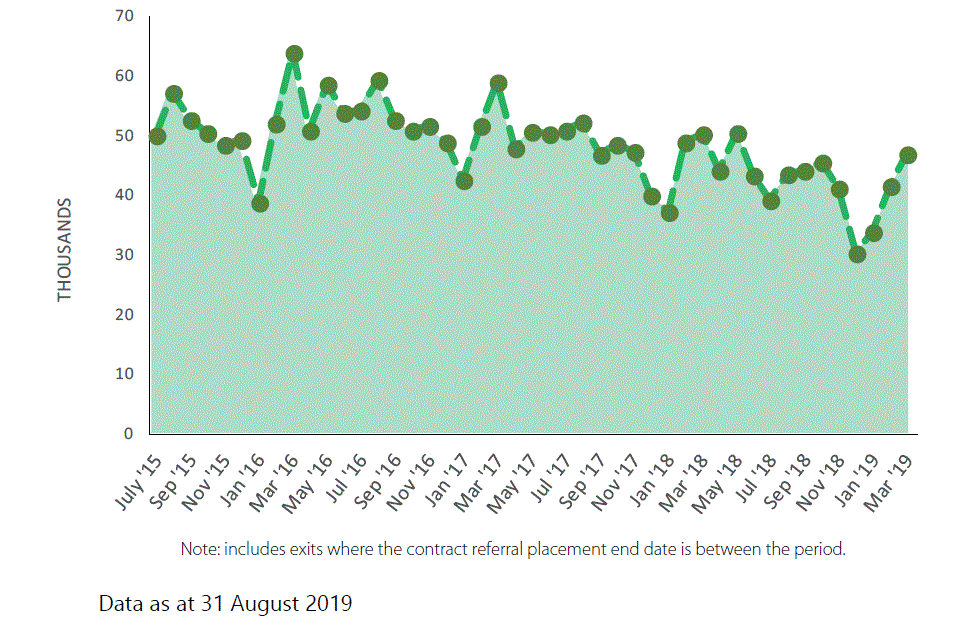 70
60
50
40
30
20
10
0
THOUSANDS
July '15
Sep '15
Nov '15
Jan '16
Mar '16
May '16
Jul '16
Sep '16
Nov '16
Jan '17
Mar '17
May '17
Jul '17
Sep '17
Nov '17
Jan '18
Mar '18
May '18
Jul '18
Sep '18
Nov '18
Jan '19
Mar '19
Note: includes exits where the contract referral placement end date is between the period.
Data as at 31 August 2019